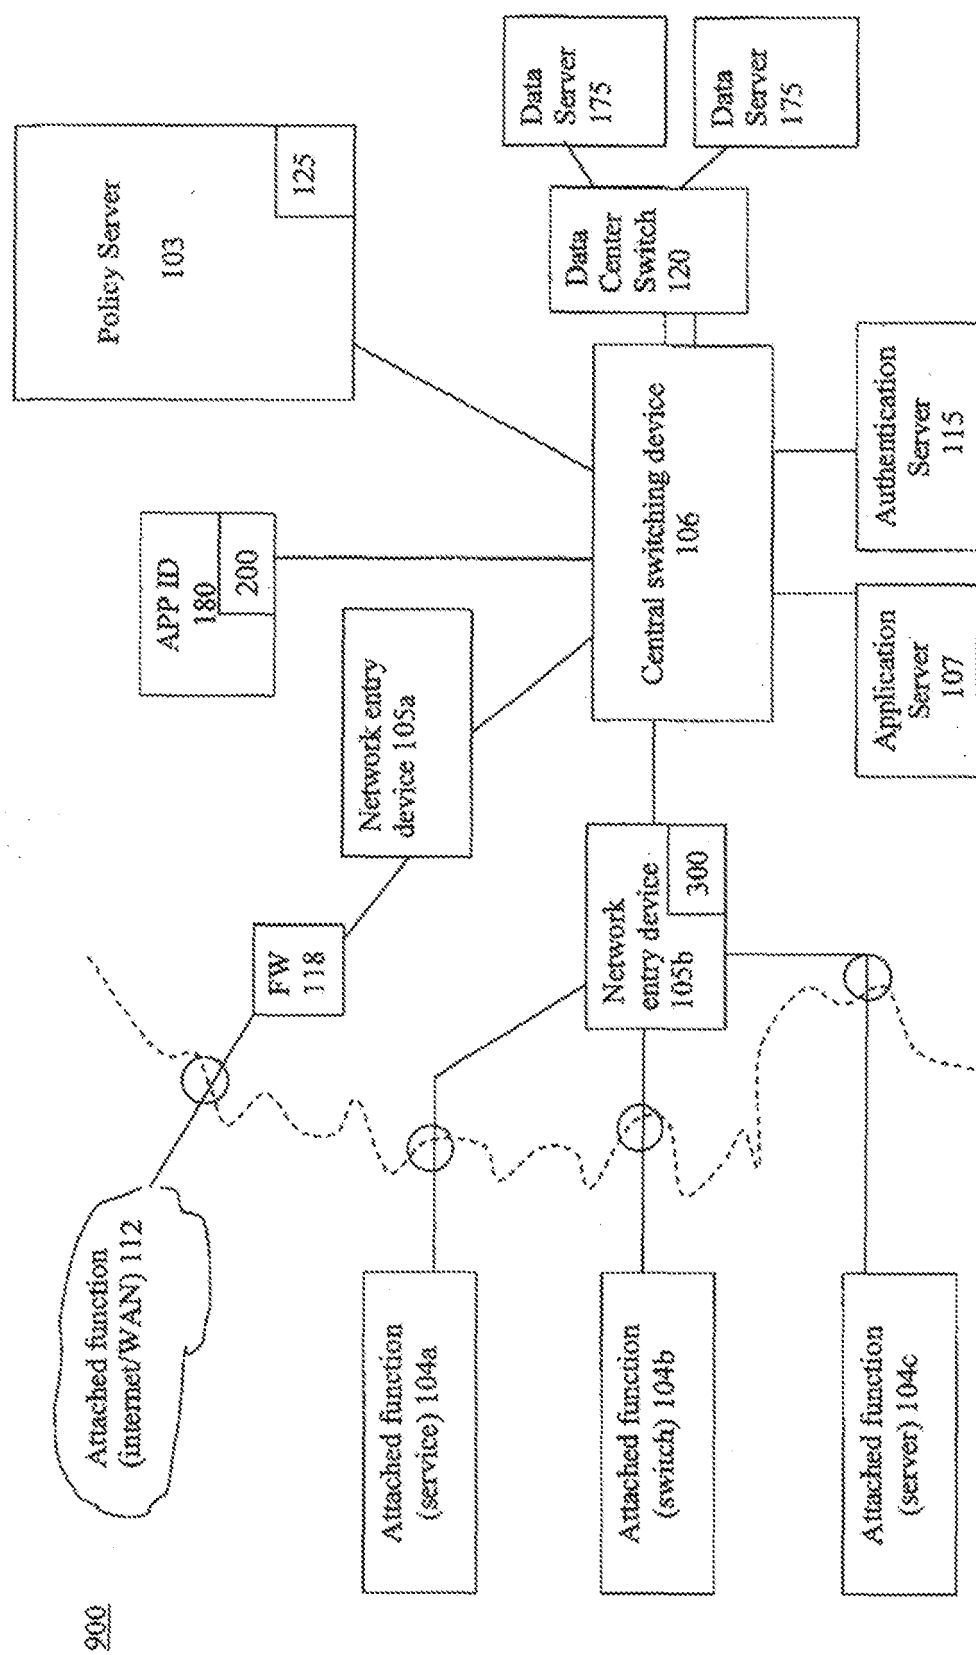 900
Attached function
(internet/WAN) 112
FW
118
APP ID
180
200
Policy Server
103
125
Network entry
device 105a
Attached function
(service) 104a
Attached function
(switch) 104b
Attached function
(server) 104c
Network
entry device
105b
300
Central switching device
106
Data
Center
Switch
120
Data
Server
175
Data
Server
175
Application
Server
107
Authentication
Server
115